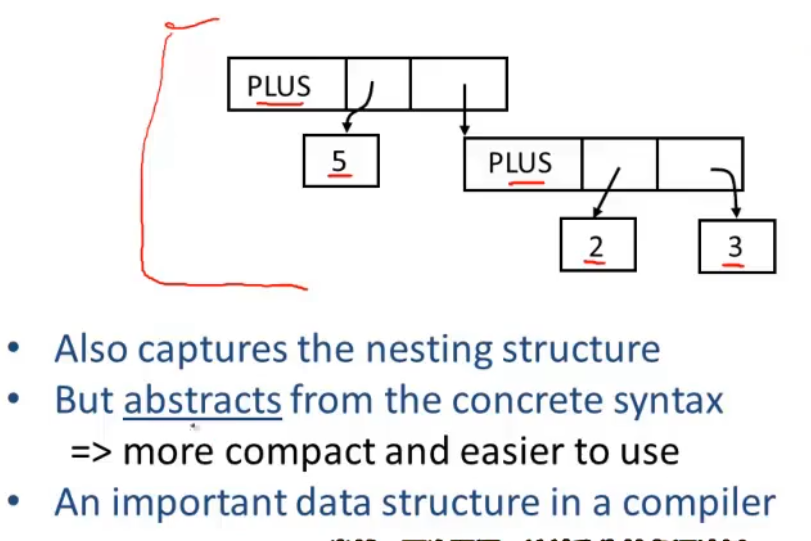 PLUS
5
PLUS
2
3
• Also captures the nesting structure
• But abstracts from the concrete syntax
=> more compact and easier to use
• An important data structure in a compiler